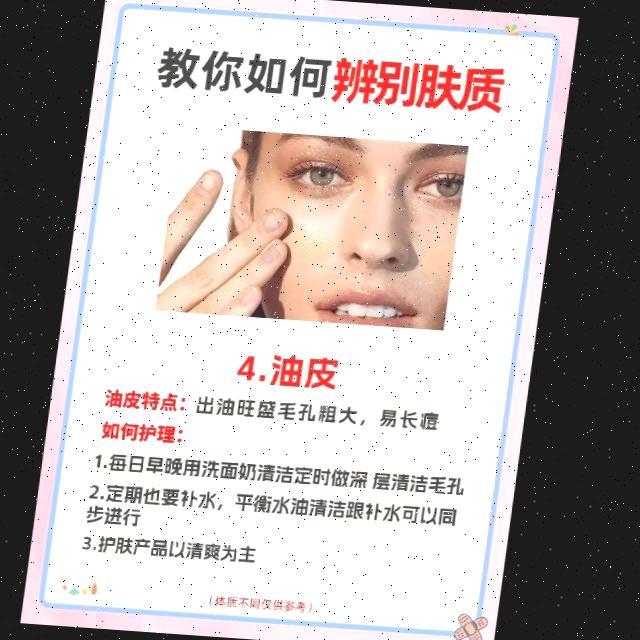 教你如何辨别肤质
4.油皮
油皮特点：出油旺盛毛孔粗大，易长痘
如何护理：
1.每日早晚用洗面奶清洁定时做深 层清洁毛孔
2.定期也要补水，平衡水油清洁跟补水可以同
步进行
3.护肤产品以清爽为主
（体质不同仅供参考）